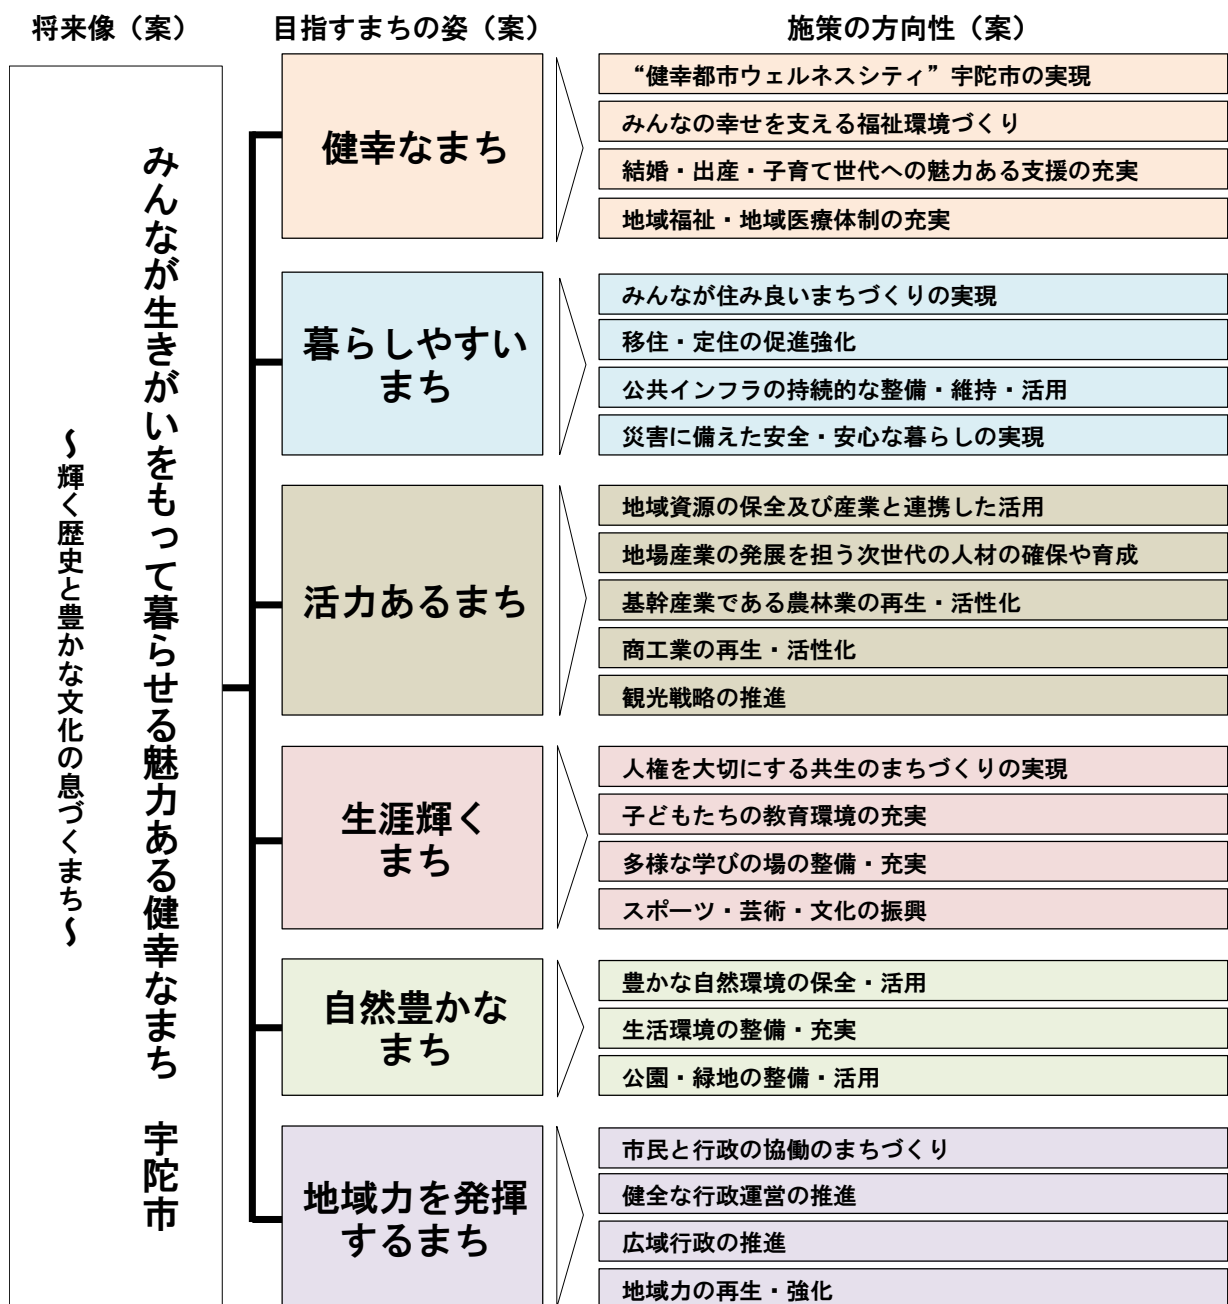 将来像（案）
目指すまちの姿（案）
施策の方向性（案）
みんなが生きがいをもって暮らせる魅力ある健幸なまち　宇陀市
～輝く歴史と豊かな文化の息づくまち～
健幸なまち
“健幸都市ウェルネスシティ”宇陀市の実現
みんなの幸せを支える福祉環境づくり
結婚・出産・子育て世代への魅力ある支援の充実
地域福祉・地域医療体制の充実
暮らしやすい
まち
みんなが住み良いまちづくりの実現
移住・定住の促進強化
公共インフラの持続的な整備・維持・活用
災害に備えた安全・安心な暮らしの実現
活力あるまち
地域資源の保全及び産業と連携した活用
地場産業の発展を担う次世代の人材の確保や育成
基幹産業である農林業の再生・活性化
商工業の再生・活性化
観光戦略の推進
生涯輝く
まち
人権を大切にする共生のまちづくりの実現
子どもたちの教育環境の充実
多様な学びの場の整備・充実
スポーツ・芸術・文化の振興
自然豊かな
まち
豊かな自然環境の保全・活用
生活環境の整備・充実
公園・緑地の整備・活用
地域力を発揮
するまち
市民と行政の協働のまちづくり
健全な行政運営の推進
広域行政の推進
地域力の再生・強化